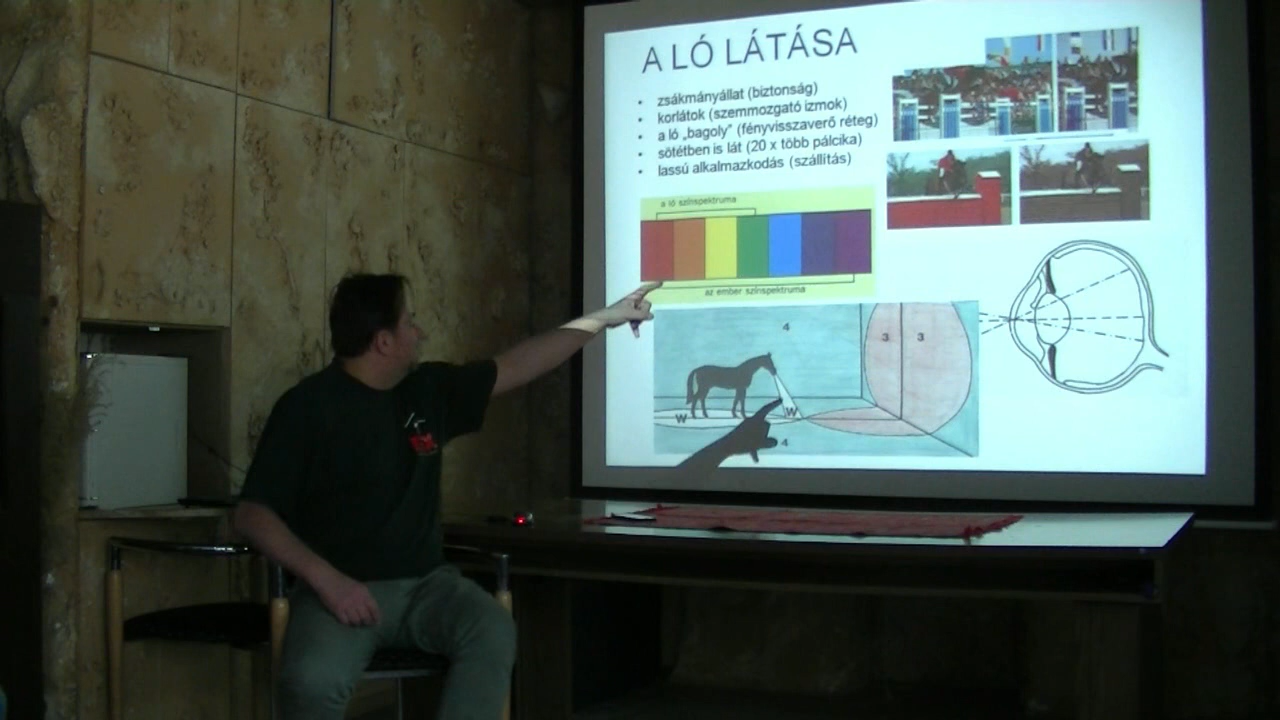 A LÓ LÁTÁSA
• zsákmányállat (biztonság)
• korlátok (szemmozgató izmok)
• a ló „bagoly” (fényvisszaverő réteg)
• sötétben is lát (20 x több pálcika)
• lassú alkalmazkodás (szállítás)
a ló színspektruma
az ember színspektruma
4
3 3
W W
4